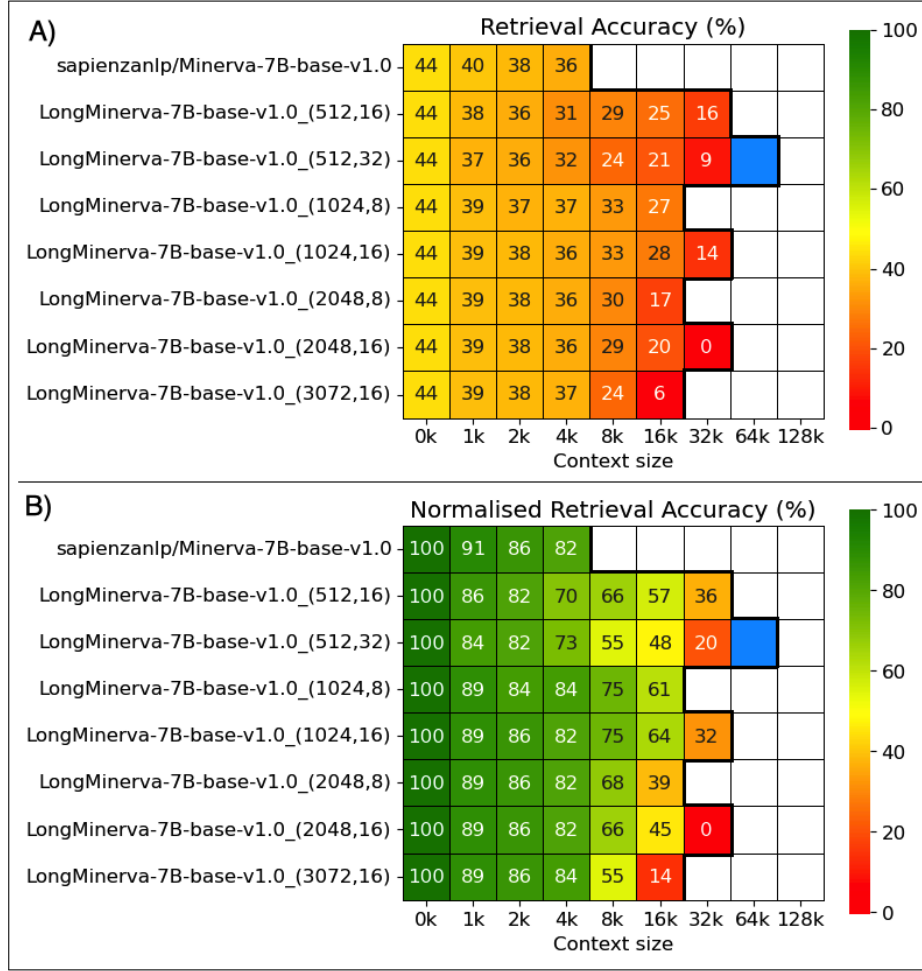 A)
Retrieval Accuracy (%)
sapienzanlp/Minerva-7B-base-v1.0 44 40 38 36
LongMinerva-7B-base-v1.0_(512,16) 44 38 36 31 29 25 16
LongMinerva-7B-base-v1.0_(512,32) 44 37 36 32 24 21 9
LongMinerva-7B-base-v1.0_(1024,8) 44 39 37 37 33 27
LongMinerva-7B-base-v1.0_(1024,16) 44 39 38 36 33 28 14
LongMinerva-7B-base-v1.0_(2048,8) 44 39 38 36 30 17
LongMinerva-7B-base-v1.0_(2048,16) 44 39 38 36 29 20 0
LongMinerva-7B-base-v1.0_(3072,16) 44 39 38 37 24 6
0k 1k 2k 4k 8k 16k 32k 64k 128k
Context size
100
80
60
40
20
0
B)
Normalised Retrieval Accuracy (%)
sapienzanlp/Minerva-7B-base-v1.0 100 91 86 82
LongMinerva-7B-base-v1.0_(512,16) 100 86 82 70 66 57 36
LongMinerva-7B-base-v1.0_(512,32) 100 84 82 73 55 48 20
LongMinerva-7B-base-v1.0_(1024,8) 100 89 84 84 75 61
LongMinerva-7B-base-v1.0_(1024,16) 100 89 86 82 75 64 32
LongMinerva-7B-base-v1.0_(2048,8) 100 89 86 82 68 39
LongMinerva-7B-base-v1.0_(2048,16) 100 89 86 82 66 45 0
LongMinerva-7B-base-v1.0_(3072,16) 100 89 86 84 55 14
0k 1k 2k 4k 8k 16k 32k 64k 128k
Context size
100
80
60
40
20
0